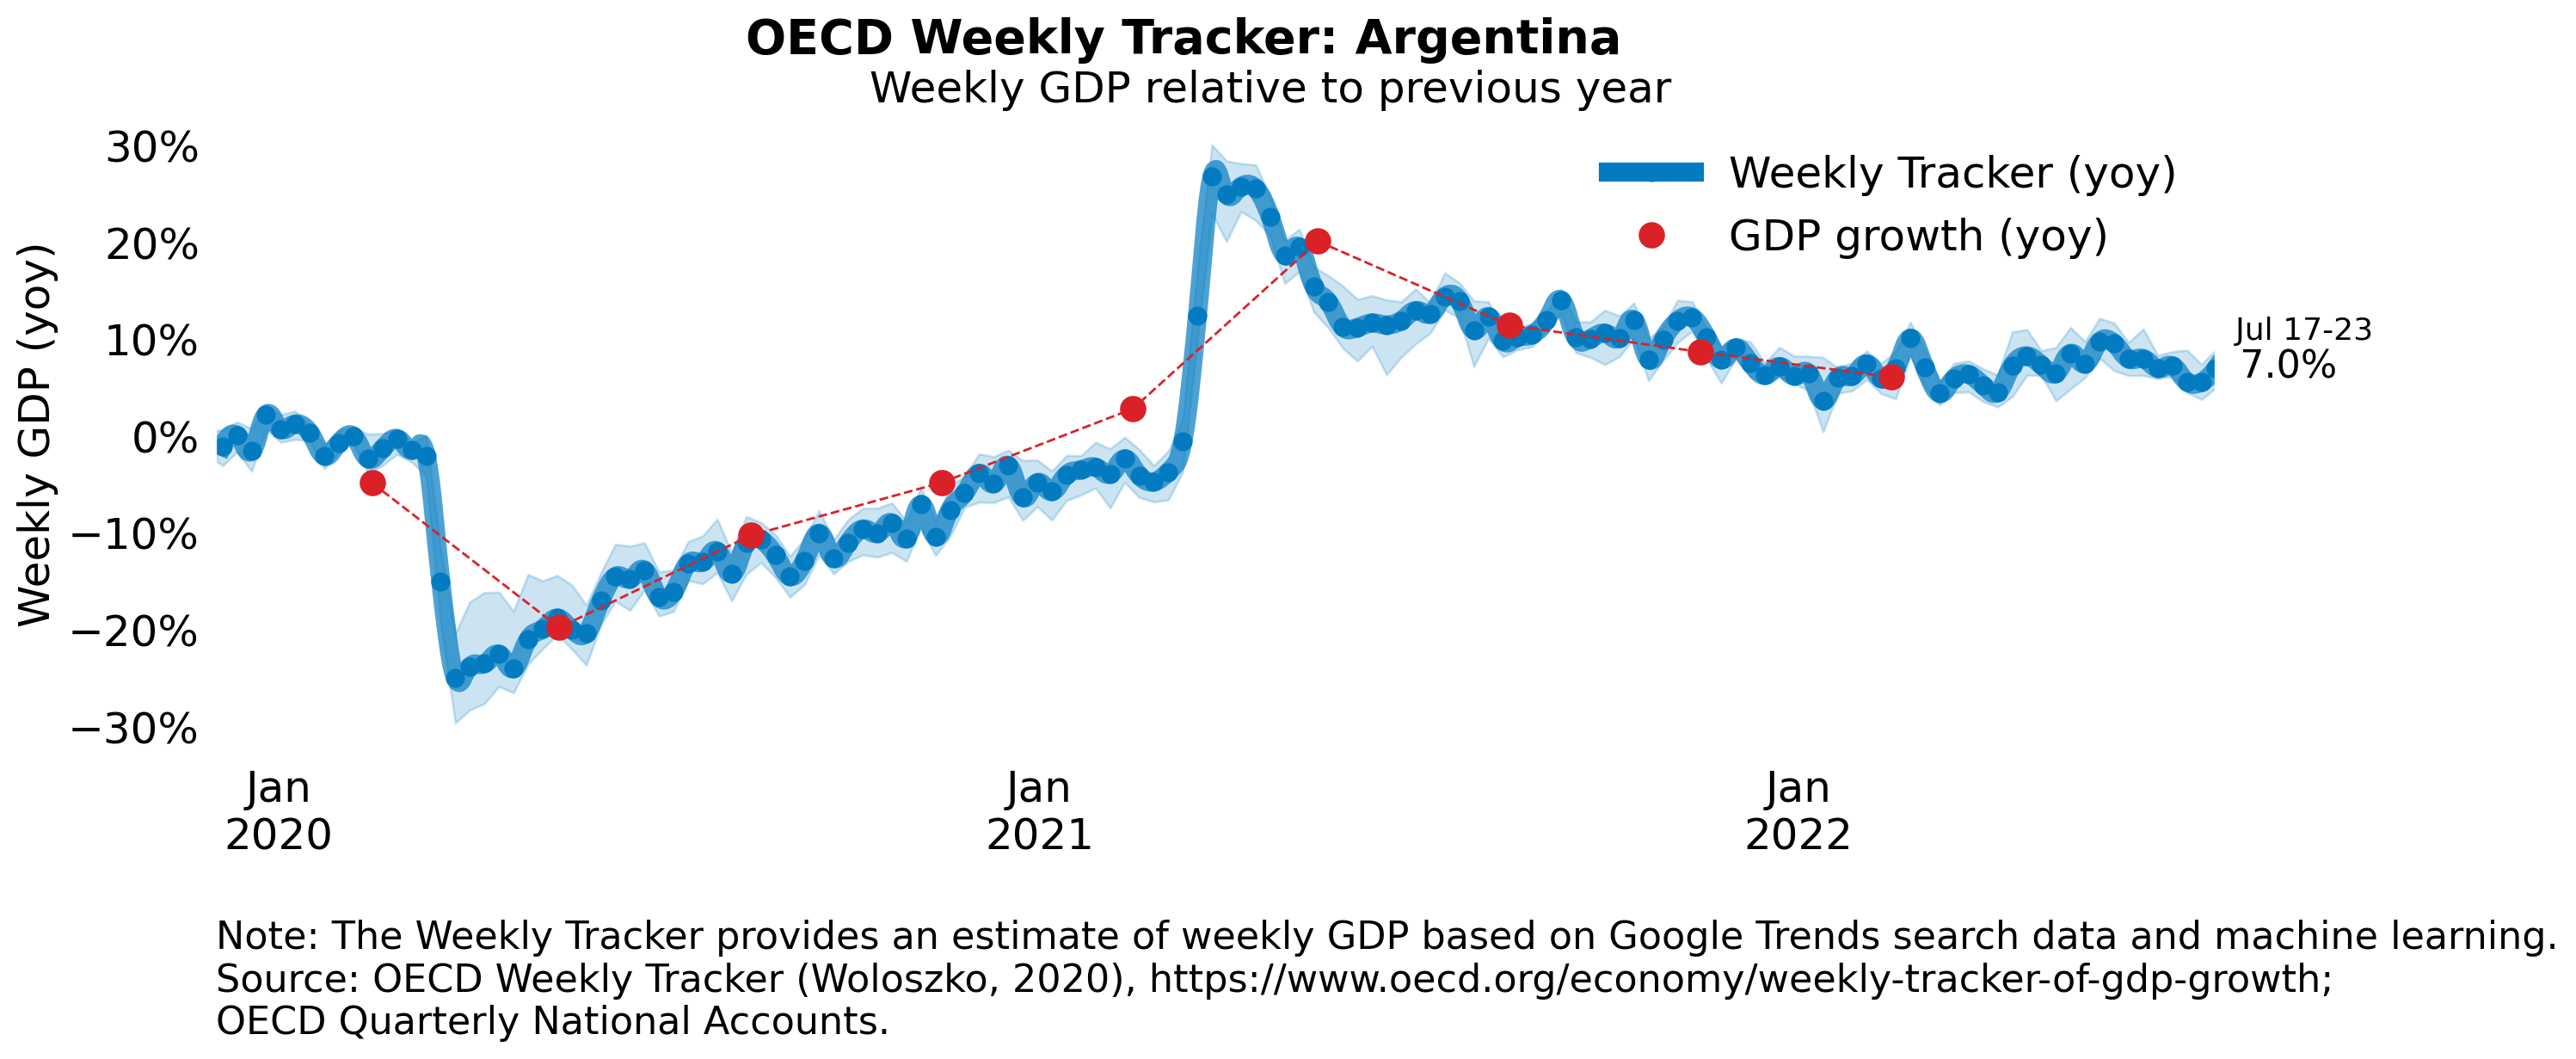 OECD Weekly Tracker: Argentina
Weekly GDP relative to previous year
Weekly GDP (yoy)
30%
20%
10%
0%
−10%
−20%
−30%
Weekly Tracker (yoy)
GDP growth (yoy)
Jul 17-23
7.0%
Jan
2020
Jan
2021
Jan
2022
Note: The Weekly Tracker provides an estimate of weekly GDP based on Google Trends search data and machine learning.
Source: OECD Weekly Tracker (Woloszko, 2020), https://www.oecd.org/economy/weekly-tracker-of-gdp-growth;
OECD Quarterly National Accounts.